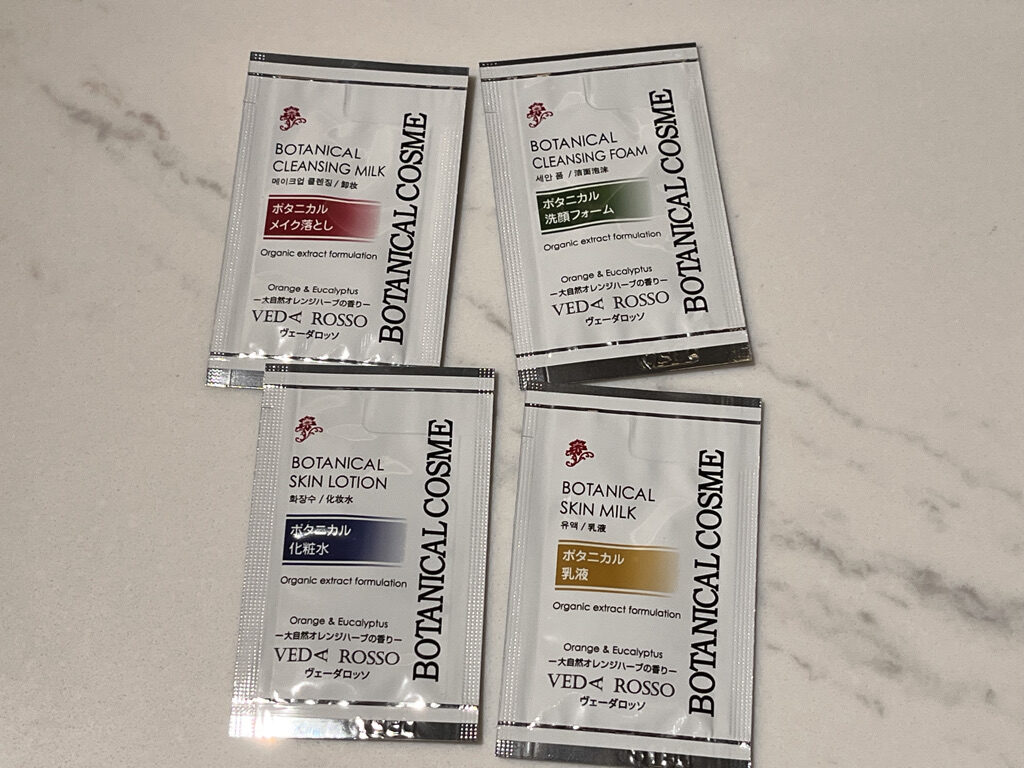 BOTANICAL
CLEANSING MILK
메이크업 클렌징 / 卸妆
ボタニカル
メイク落とし
Organic extract formulation
Orange & Eucalyptus
ー大自然オレンジハーブの香りー
VEDA ROSSO
ヴェーダロッソ
BOTANICAL COSME
BOTANICAL
CLEANSING FOAM
세안 폼 / 洁面泡沫
ボタニカル
洗顔フォーム
Organic extract formulation
Orange & Eucalyptus
ー大自然オレンジハーブの香りー
VEDA ROSSO
ヴェーダロッソ
BOTANICAL COSME
BOTANICAL
SKIN LOTION
화장수 / 化妆水
ボタニカル
化粧水
Organic extract formulation
Orange & Eucalyptus
ー大自然オレンジハーブの香りー
VEDA ROSSO
ヴェーダロッソ
BOTANICAL COSME
BOTANICAL
SKIN MILK
유액 / 乳液
ボタニカル
乳液
Organic extract formulation
Orange & Eucalyptus
ー大自然オレンジハーブの香りー
VEDA ROSSO
ヴェーダロッソ
BOTANICAL COSME